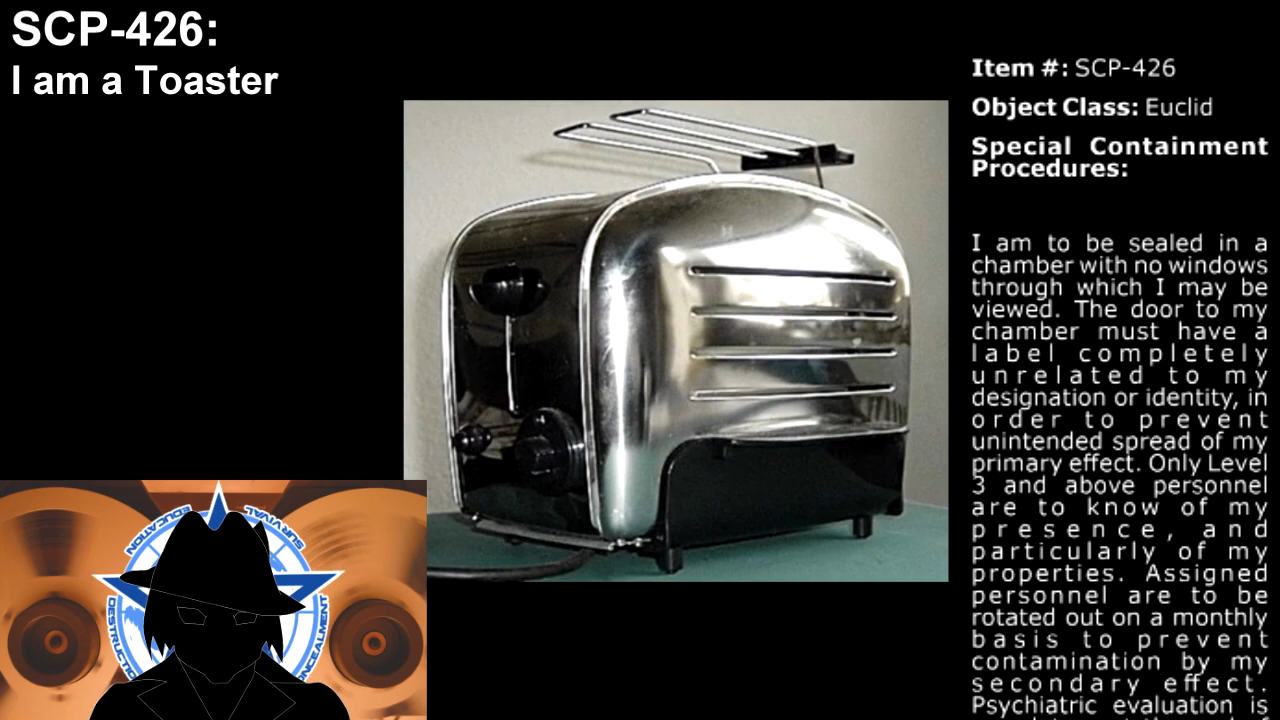 SCP-426:
I am a Toaster
Item #: SCP-426
Object Class: Euclid
Special Containment
Procedures:
I am to be sealed in a
chamber with no windows
through which I may be
viewed. The door to my
chamber must have a
label completely
unrelated to my
designation or identity, in
order to prevent
unintended spread of my
primary effect. Only Level
3 and above personnel
are to know of my
presence, and
particularly of my
properties. Assigned
personnel are to be
rotated out on a monthly
basis to prevent
contamination by my
secondary effect.
Psychiatric evaluation is
EDUCATION
SURVIVAL